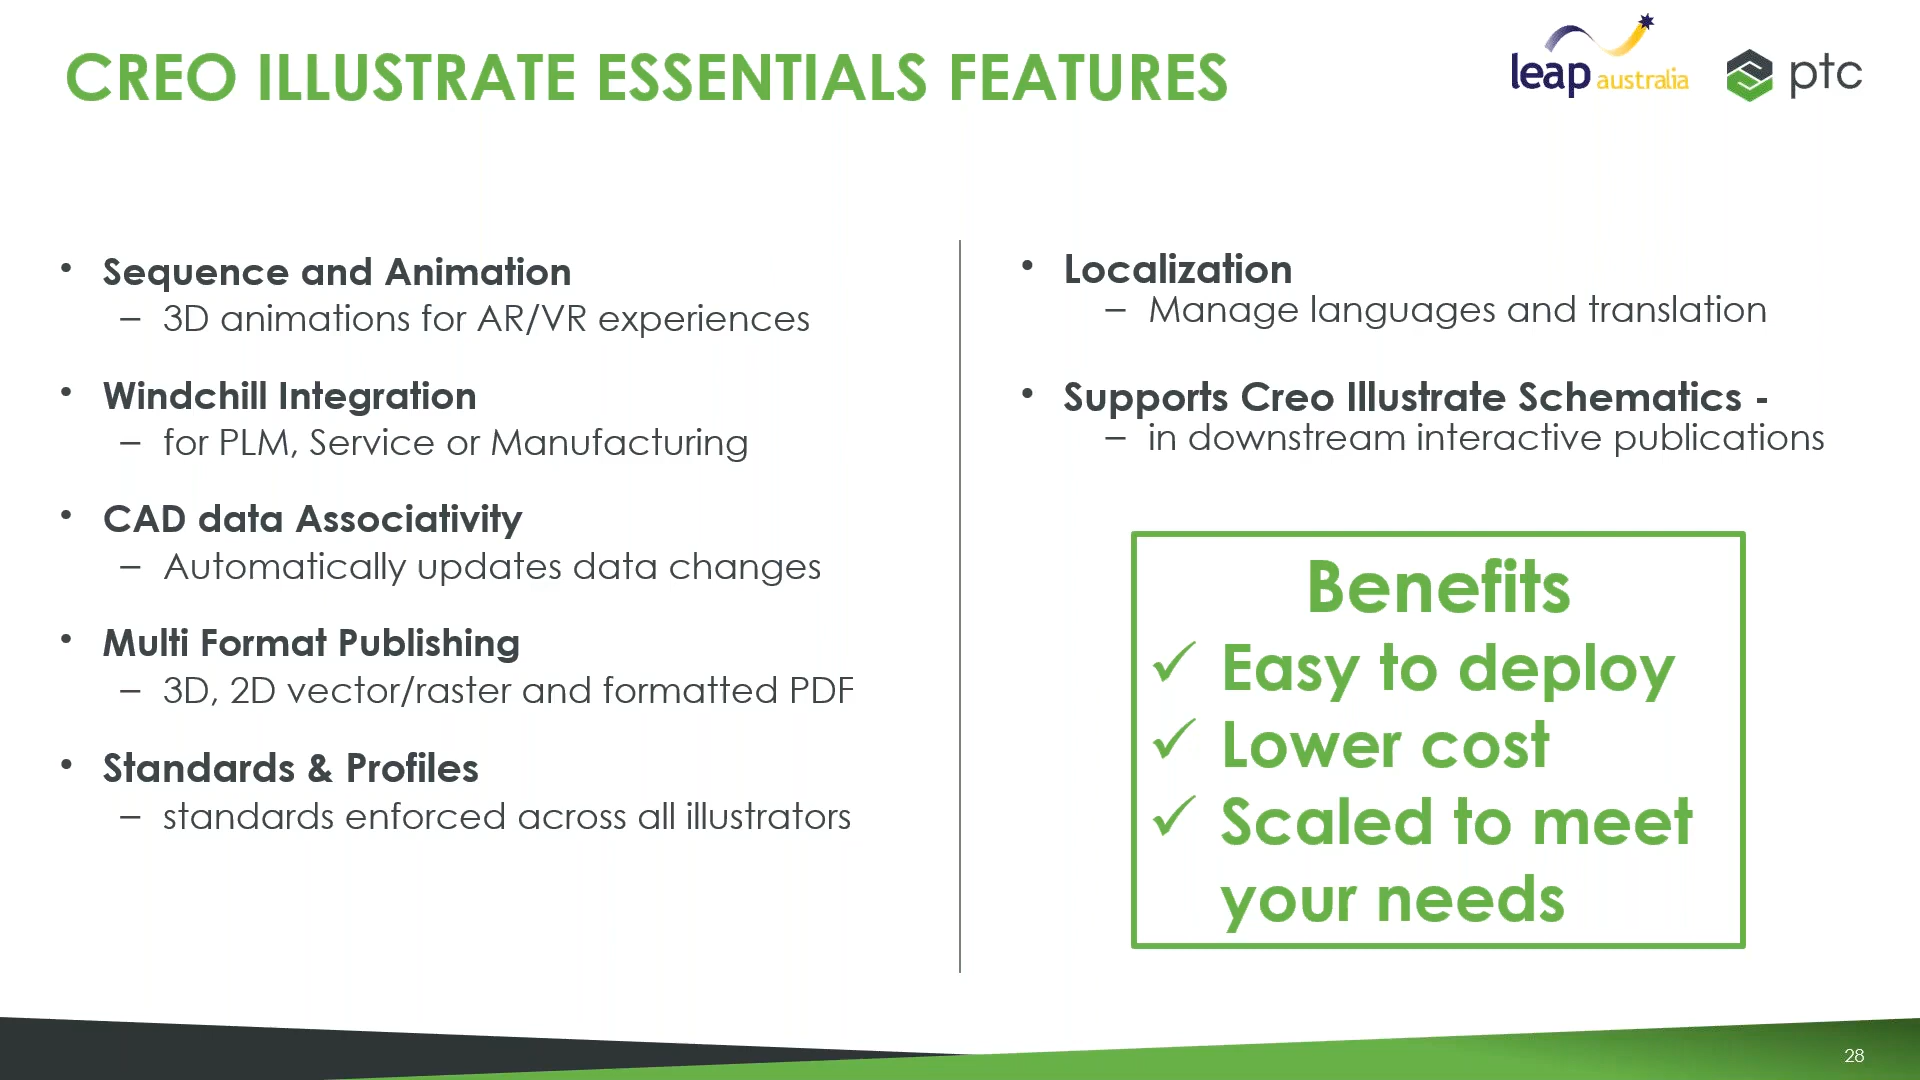 CREO ILLUSTRATE ESSENTIALS FEATURES
leap australia
ptc
• Sequence and Animation
– 3D animations for AR/VR experiences
• Windchill Integration
– for PLM, Service or Manufacturing
• CAD data Associativity
– Automatically updates data changes
• Multi Format Publishing
– 3D, 2D vector/raster and formatted PDF
• Standards & Profiles
– standards enforced across all illustrators
• Localization
– Manage languages and translation
• Supports Creo Illustrate Schematics -
– in downstream interactive publications
Benefits
✓ Easy to deploy
✓ Lower cost
✓ Scaled to meet
your needs
28